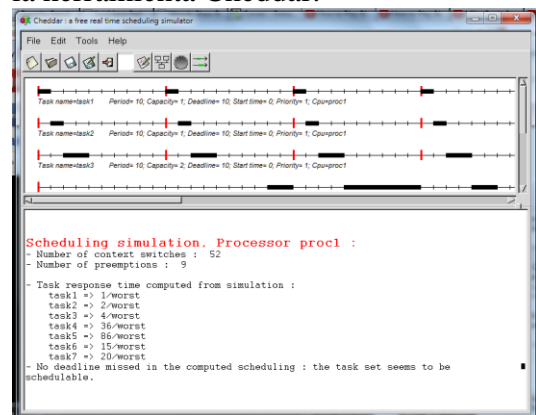 la herramienta Cheddar.
Cheddar : a free real time scheduling simulator
File Edit Tools Help
Task name=task1 Period= 10; Capacity= 1; Deadline= 10; Start time= 0; Priority= 1; Cpu=proc1
Task name=task2 Period= 10; Capacity= 1; Deadline= 10; Start time= 0; Priority= 1; Cpu=proc1
Task name=task3 Period= 10; Capacity= 2; Deadline= 10; Start time= 0; Priority= 1; Cpu=proc1
Scheduling simulation, Processor proc1 :
- Number of context switches : 52
- Number of preemptions : 9
- Task response time computed from simulation :
task1 => 1/worst
task2 => 2/worst
task3 => 4/worst
task4 => 36/worst
task5 => 86/worst
task6 => 15/worst
task7 => 20/worst
- No deadline missed in the computed scheduling : the task set seems to be
schedulable.